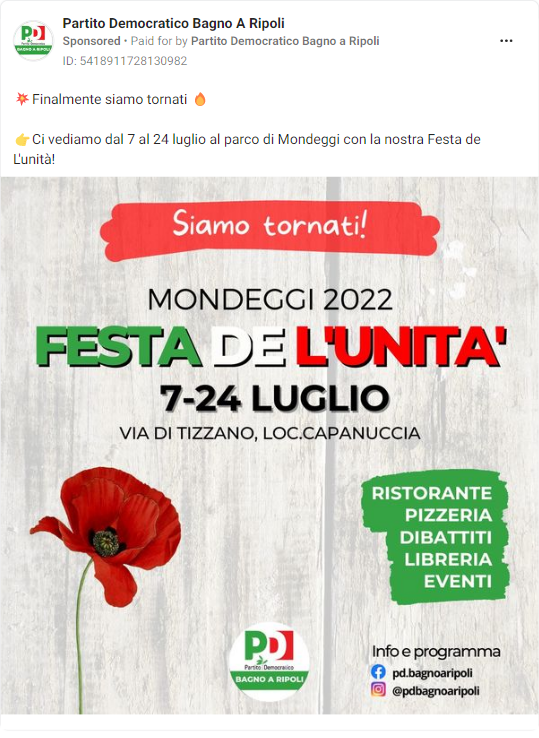 Partito Democratico Bagno A Ripoli
Sponsored • Paid for by Partito Democratico Bagno a Ripoli
ID: 5418911728130982
💥Finalmente siamo tornati 🔥
👉Ci vediamo dal 7 al 24 luglio al parco di Mondeggi con la nostra Festa de
L'unità!
Siamo tornati!
MONDEGGI 2022
FESTA DE L'UNITA'
7-24 LUGLIO
VIA DI TIZZANO, LOC.CAPANUCCIA
RISTORANTE
PIZZERIA
DIBATTITI
LIBRERIA
EVENTI
PD
Partito Democratico
BAGNO A RIPOLI
Info e programma
pd.bagnoaripoli
@pdbagnoaripoli